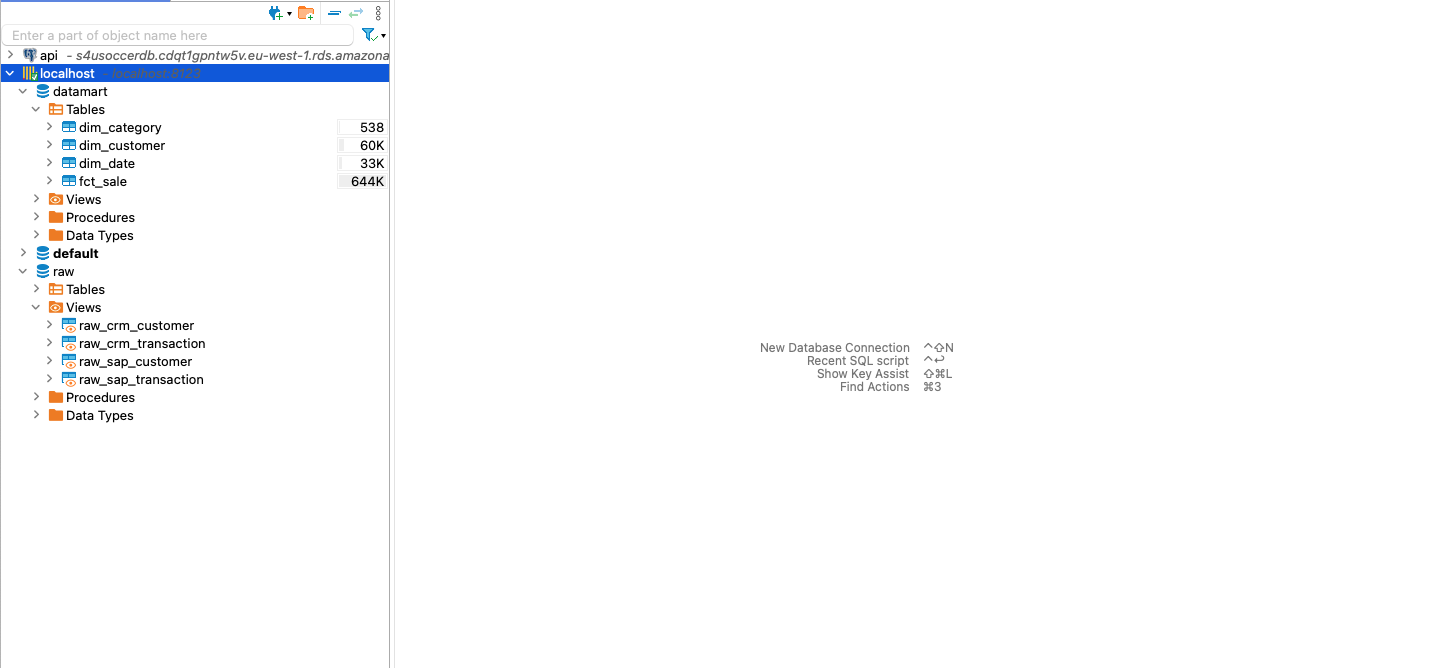 Enter a part of object name here
api - s4usoccerdb.cdqt1gpntw5v.eu-west-1.rds.amazona
localhost - localhost:8123
datamart
Tables
dim_category 538
dim_customer 60K
dim_date 33K
fct_sale 644K
Views
Procedures
Data Types
default
raw
Tables
Views
raw_crm_customer
raw_crm_transaction
raw_sap_customer
raw_sap_transaction
Procedures
Data Types
New Database Connection ⌃⇧N
Recent SQL script ⌃↩
Show Key Assist ⇧⌘L
Find Actions ⌘3